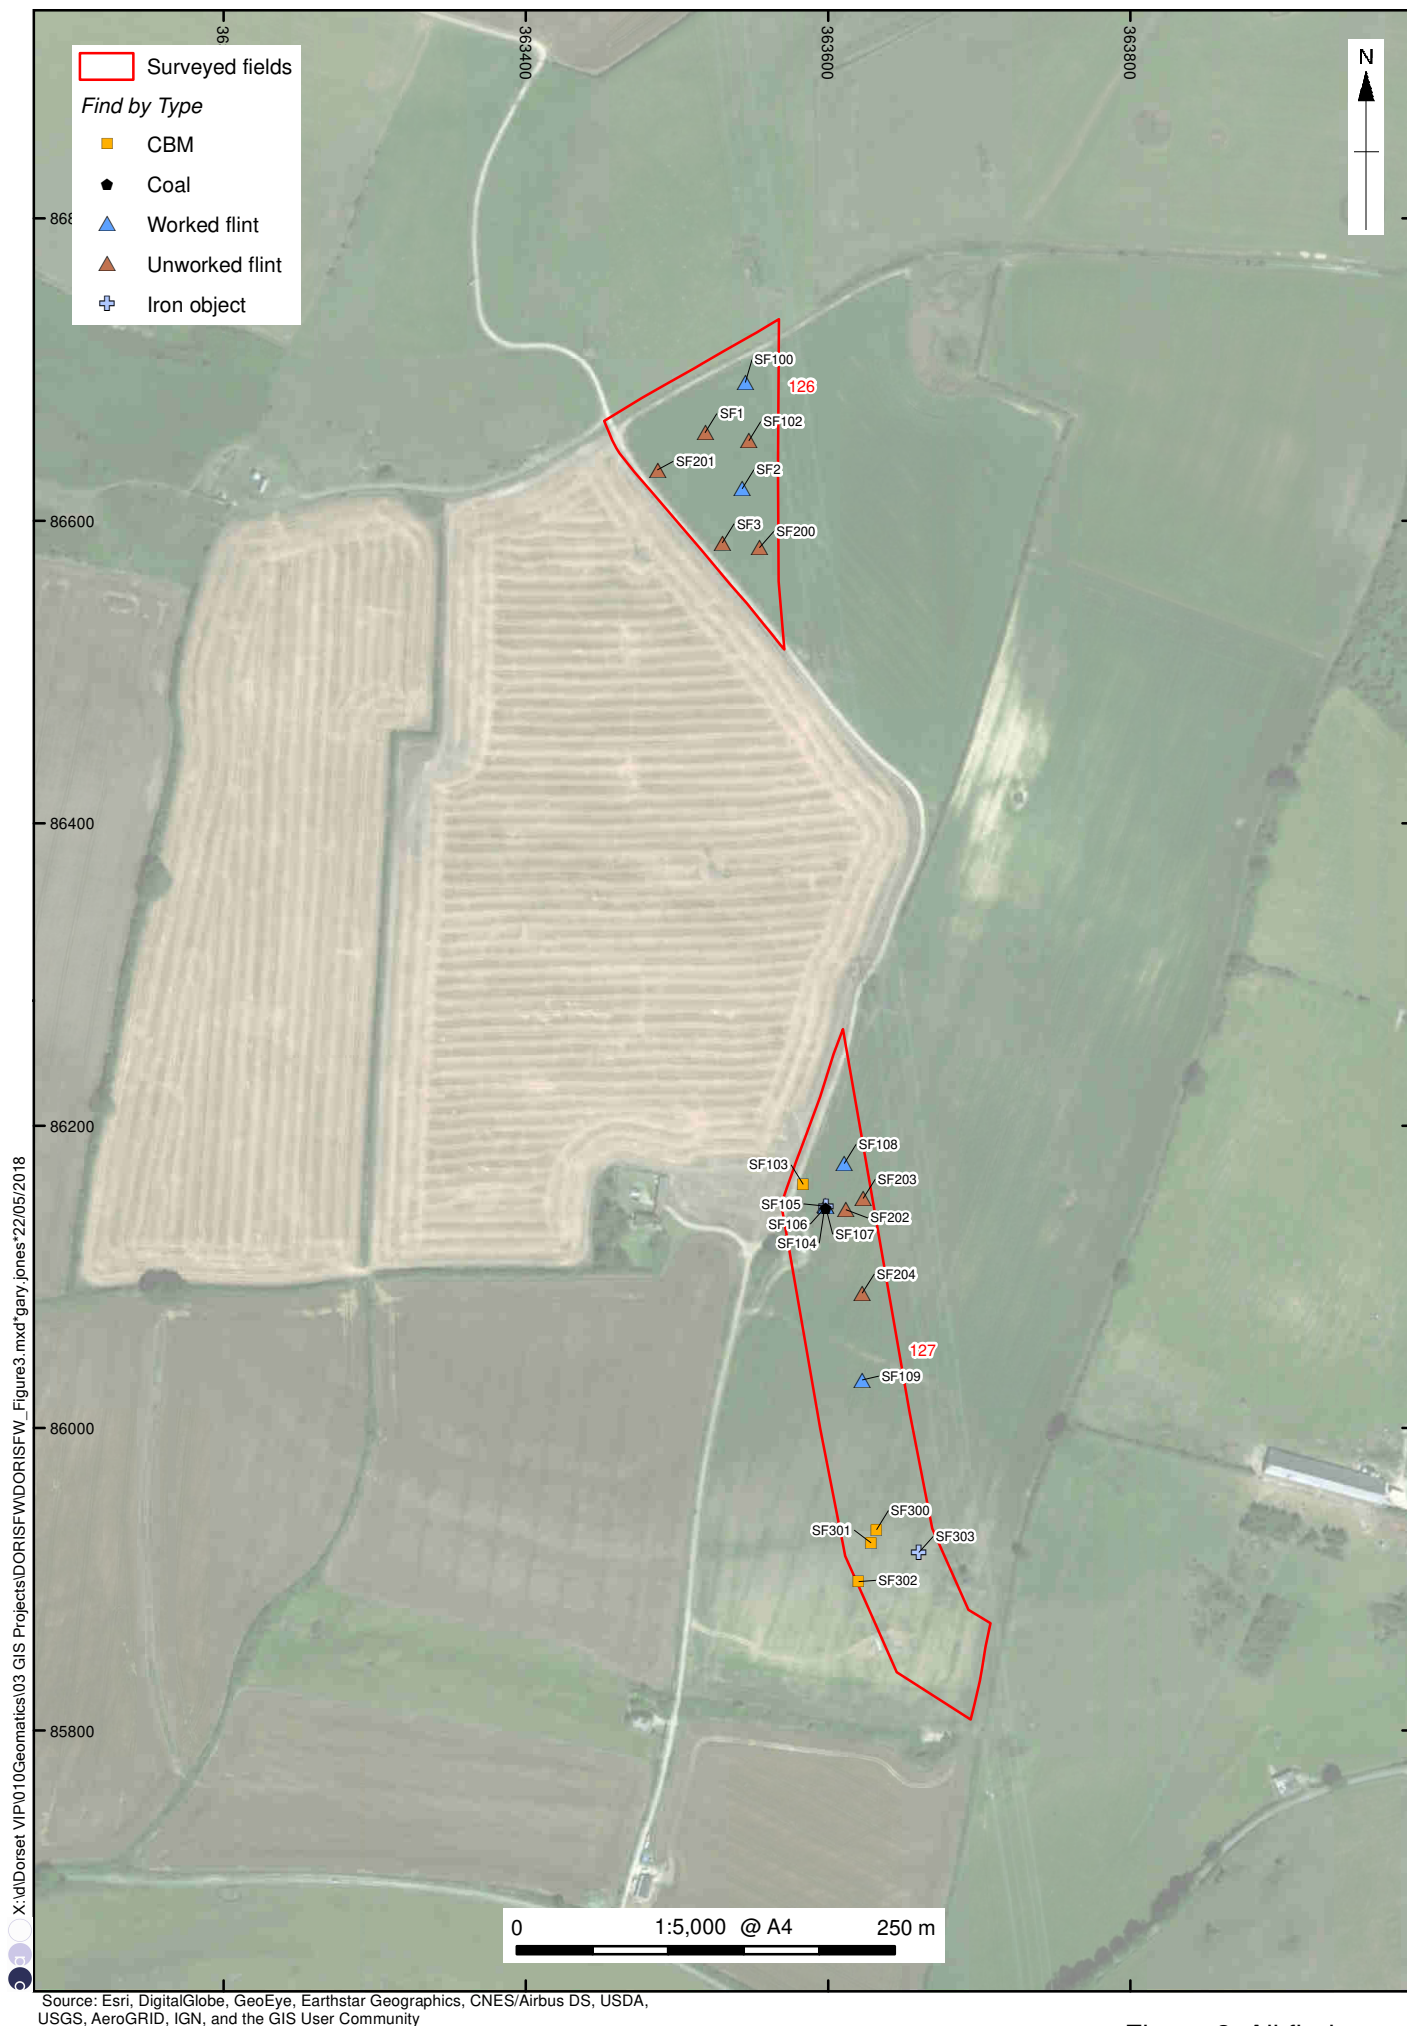 363400
363600
363800
N
Surveyed fields
Find by Type
CBM
Coal
Worked flint
Unworked flint
Iron object
SF100
126
SF1
SF102
SF201
SF2
SF3
SF200
86600
86400
86200
SF108
SF103
SF203
SF105
SF202
SF106
SF107
SF104
SF204
127
SF109
86000
SF300
SF301
SF303
SF302
85800
0 1:5,000 @ A4 250 m
X:\d\Dorset VIP\010Geomatics\03 GIS Projects\DORISFW\DORISFW_Figure3.mxd*gary.jones*22/05/2018
Source: Esri, DigitalGlobe, GeoEye, Earthstar Geographics, CNES/Airbus DS, USDA,
USGS, AeroGRID, IGN, and the GIS User Community